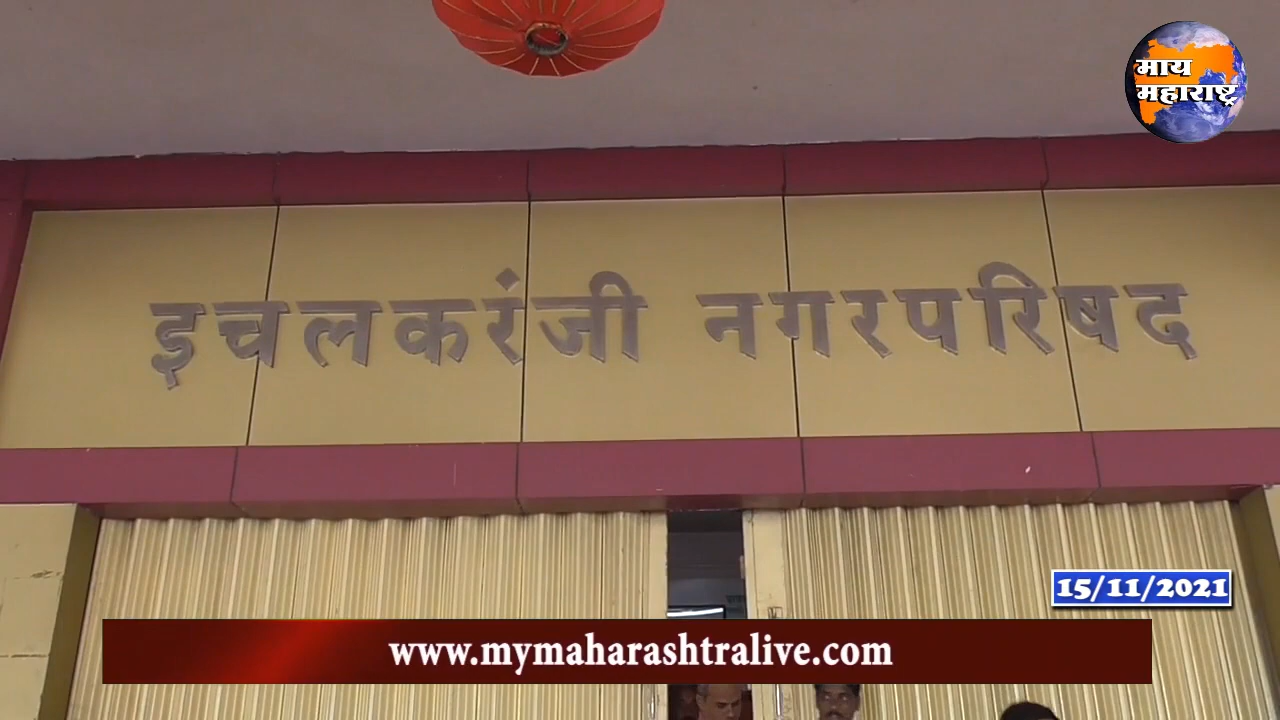 माय
महाराष्ट्र
इचलकरंजी नगरपरिषद
15/11/2021
www.mymaharashtralive.com